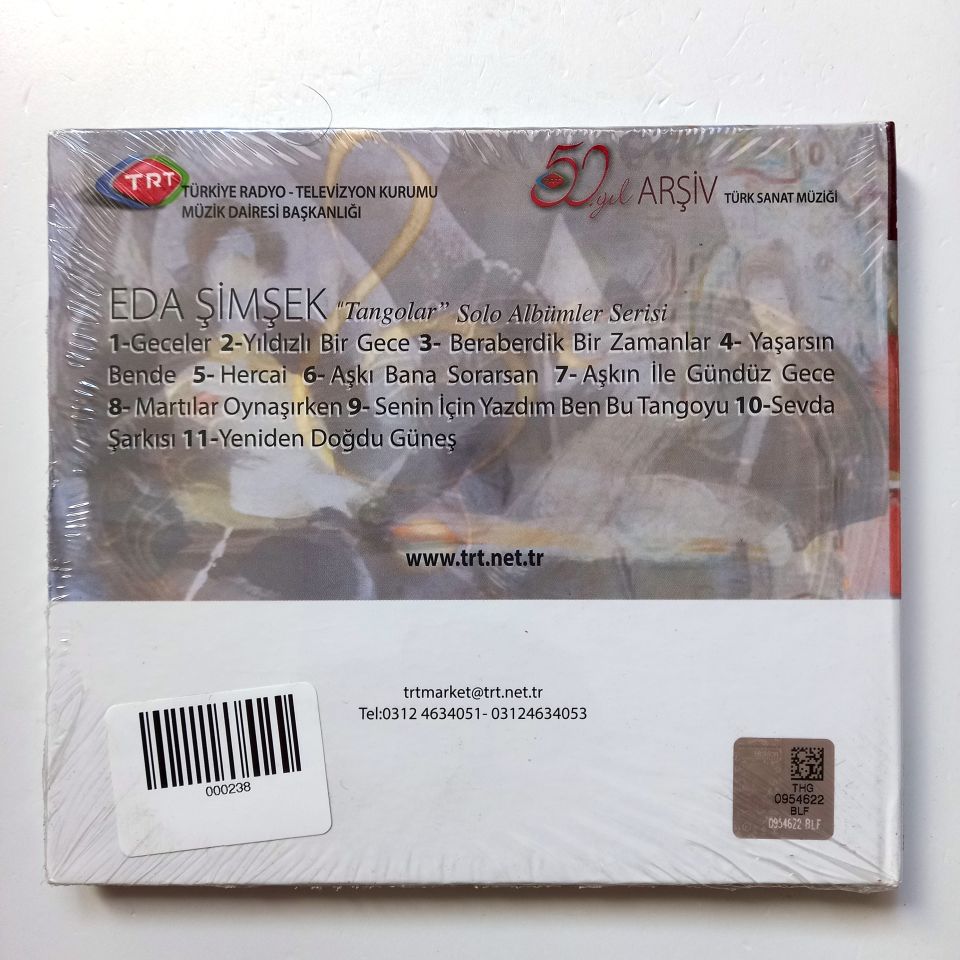 TRT
TÜRKİYE RADYO - TELEVİZYON KURUMU
MÜZİK DAİRESİ BAŞKANLIĞI
50.yıl ARŞİV TÜRK SANAT MÜZİĞİ
EDA ŞİMŞEK "Tangolar" Solo Albümler Serisi
1-Geceler 2-Yıldızlı Bir Gece 3- Beraberdik Bir Zamanlar 4- Yaşarsın
Bende 5- Hercai 6- Aşkı Bana Sorarsan 7- Aşkın İle Gündüz Gece
8- Martılar Oynaşırken 9- Senin İçin Yazdım Ben Bu Tangoyu 10-Sevda
Şarkısı 11-Yeniden Doğdu Güneş
www.trt.net.tr
trtmarket@trt.net.tr
Tel:0312 4634051- 03124634053
000238
THG
0954622
BLF
0954622 BLF